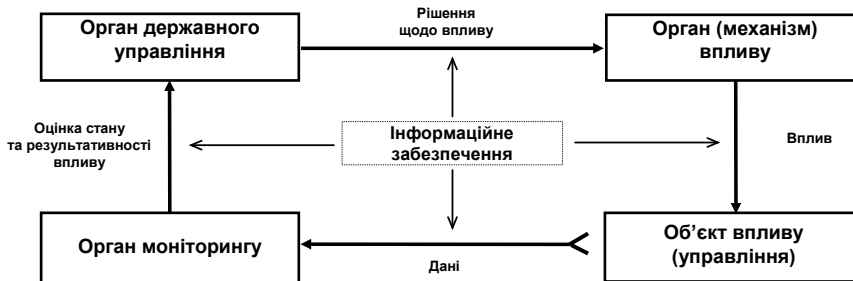 Орган державного
управління
Рішення
щодо впливу
Орган (механізм)
впливу
Оцінка стану
та результативності
впливу
Інформаційне
забезпечення
Вплив
Орган моніторингу
Дані
Об’єкт впливу
(управління)